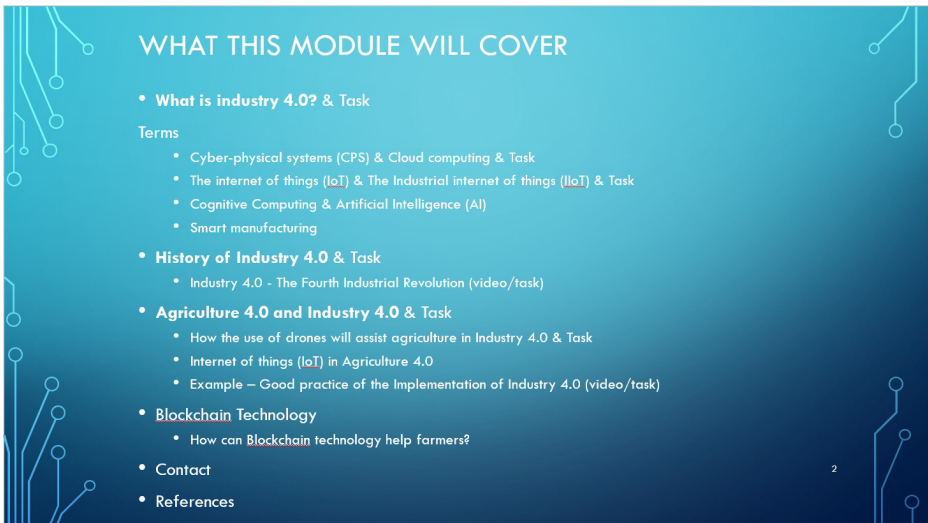 WHAT THIS MODULE WILL COVER
• What is industry 4.0? & Task
Terms
• Cyber-physical systems (CPS) & Cloud computing & Task
• The internet of things (IoT) & The Industrial internet of things (IIoT) & Task
• Cognitive Computing & Artificial Intelligence (AI)
• Smart manufacturing
• History of Industry 4.0 & Task
• Industry 4.0 - The Fourth Industrial Revolution (video/task)
• Agriculture 4.0 and Industry 4.0 & Task
• How the use of drones will assist agriculture in Industry 4.0 & Task
• Internet of things (IoT) in Agriculture 4.0
• Example – Good practice of the Implementation of Industry 4.0 (video/task)
• Blockchain Technology
• How can Blockchain technology help farmers?
• Contact
2
• References